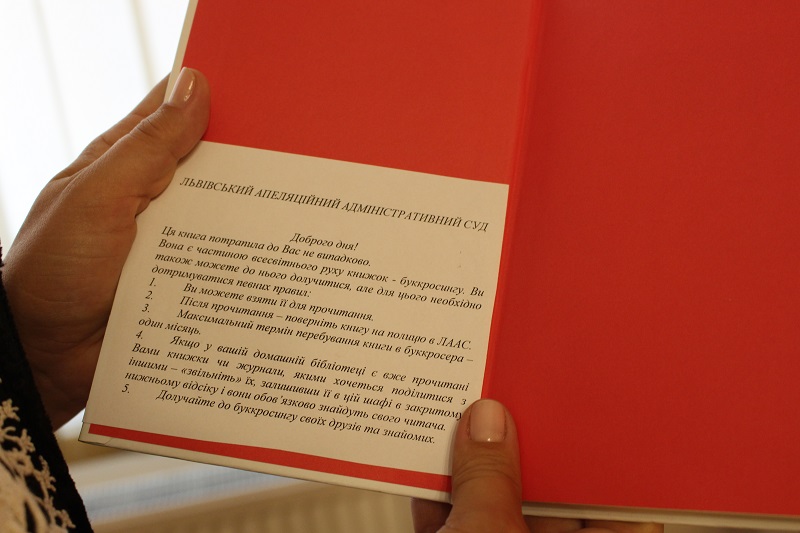 ЛЬВІВСЬКИЙ АПЕЛЯЦІЙНИЙ АДМІНІСТРАТИВНИЙ СУД
Доброго дня!
Ця книга потрапила до Вас не випадково.
Вона є частиною всесвітнього руху книжок - буккросингу. Ви
також можете до нього долучитися, але для цього необхідно
дотримуватися певних правил:
1. Ви можете взяти її для прочитання.
2. Після прочитання – поверніть книгу на полицю в ЛААС.
3. Максимальний термін перебування книги в буккросера –
один місяць.
4. Якщо у вашій домашній бібліотеці є вже прочитані
Вами книжки чи журнали, якими хочеться поділитися з
іншими – «звільніть» їх, залишивши її в цій шафі в закритому
нижньому відсіку і вони обов’язково знайдуть свого читача.
5. Долучайте до буккросингу своїх друзів та знайомих.